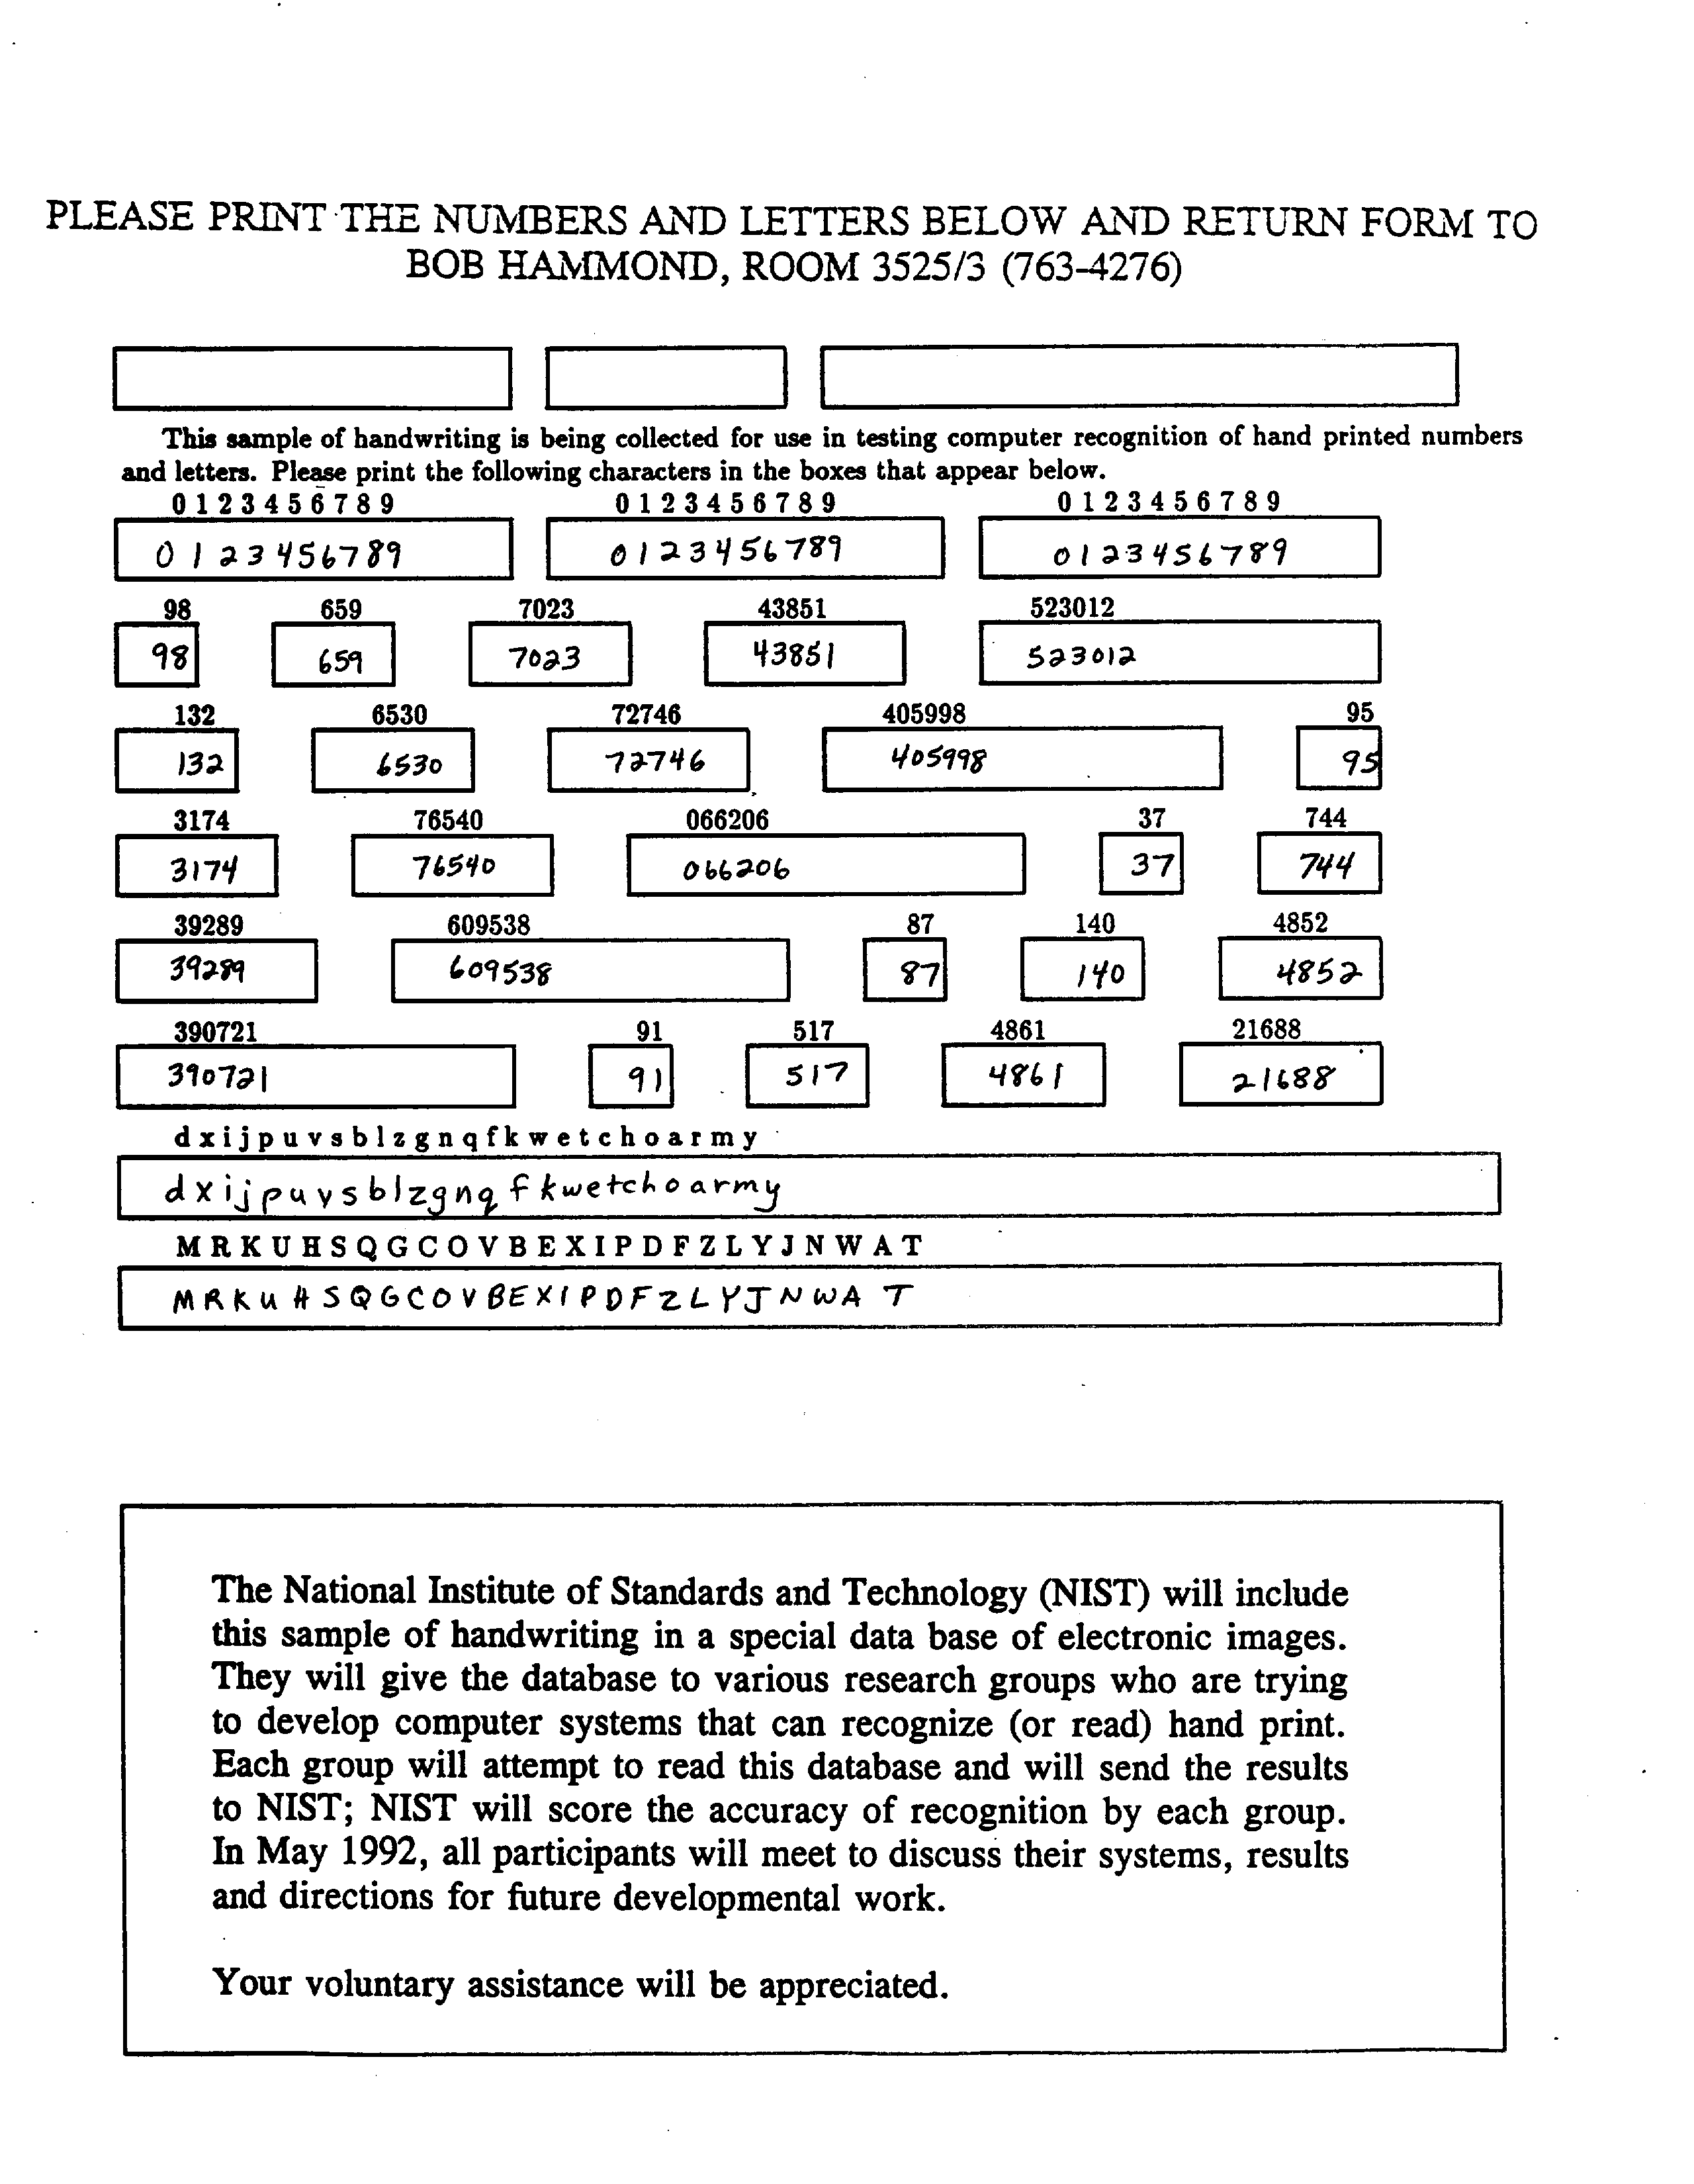 PLEASE PRINT THE NUMBERS AND LETTERS BELOW AND RETURN FORM TO
BOB HAMMOND, ROOM 3525/3 (763-4276)
This sample of handwriting is being collected for use in testing computer recognition of hand printed numbers
and letters. Please print the following characters in the boxes that appear below.
0 1 2 3 4 5 6 7 8 9 0 1 2 3 4 5 6 7 8 9 0 1 2 3 4 5 6 7 8 9
0123456789 0123456789 0123456789
98 659 7023 43851 523012
98 659 7023 43851 523012
132 6530 72746 405998 95
132 6530 72746 405998 95
3174 76540 066206 37 744
3174 76540 066206 37 744
39289 609538 87 140 4852
39289 609538 87 140 4852
390721 91 517 4861 21688
390721 91 517 4861 21688
d x i j p u v s b l z g n q f k w e t c h o a r m y
d x i j p u v s b l z g n q f k w e t c h o a r m y
M R K U H S Q G C O V B E X I P D F Z L Y J N W A T
M R K U H S Q G C O V B E X I P D F Z L Y J N W A T
The National Institute of Standards and Technology (NIST) will include
this sample of handwriting in a special data base of electronic images.
They will give the database to various research groups who are trying
to develop computer systems that can recognize (or read) hand print.
Each group will attempt to read this database and will send the results
to NIST; NIST will score the accuracy of recognition by each group.
In May 1992, all participants will meet to discuss their systems, results
and directions for future developmental work.
Your voluntary assistance will be appreciated.